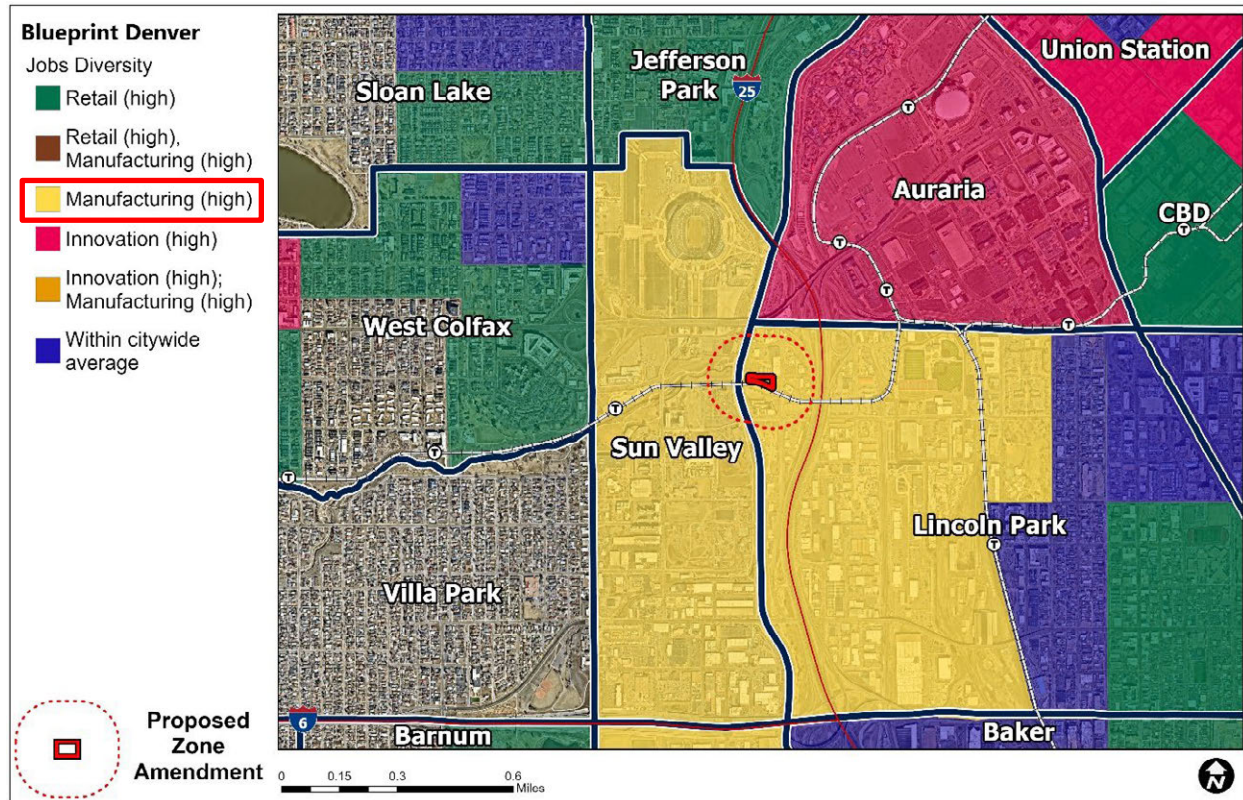 Blueprint Denver
Jobs Diversity
Retail (high)
Retail (high),
Manufacturing (high)
Manufacturing (high)
Innovation (high)
Innovation (high);
Manufacturing (high)
Within citywide
average
Proposed
Zone
Amendment
Sloan Lake
Jefferson
Park
25
Union Station
Auraria
CBD
T
T
T
T
T
West Colfax
T
T
T
Sun Valley
Lincoln Park
T
Villa Park
6
Barnum
Baker
0 0.15 0.3 0.6
Miles
N